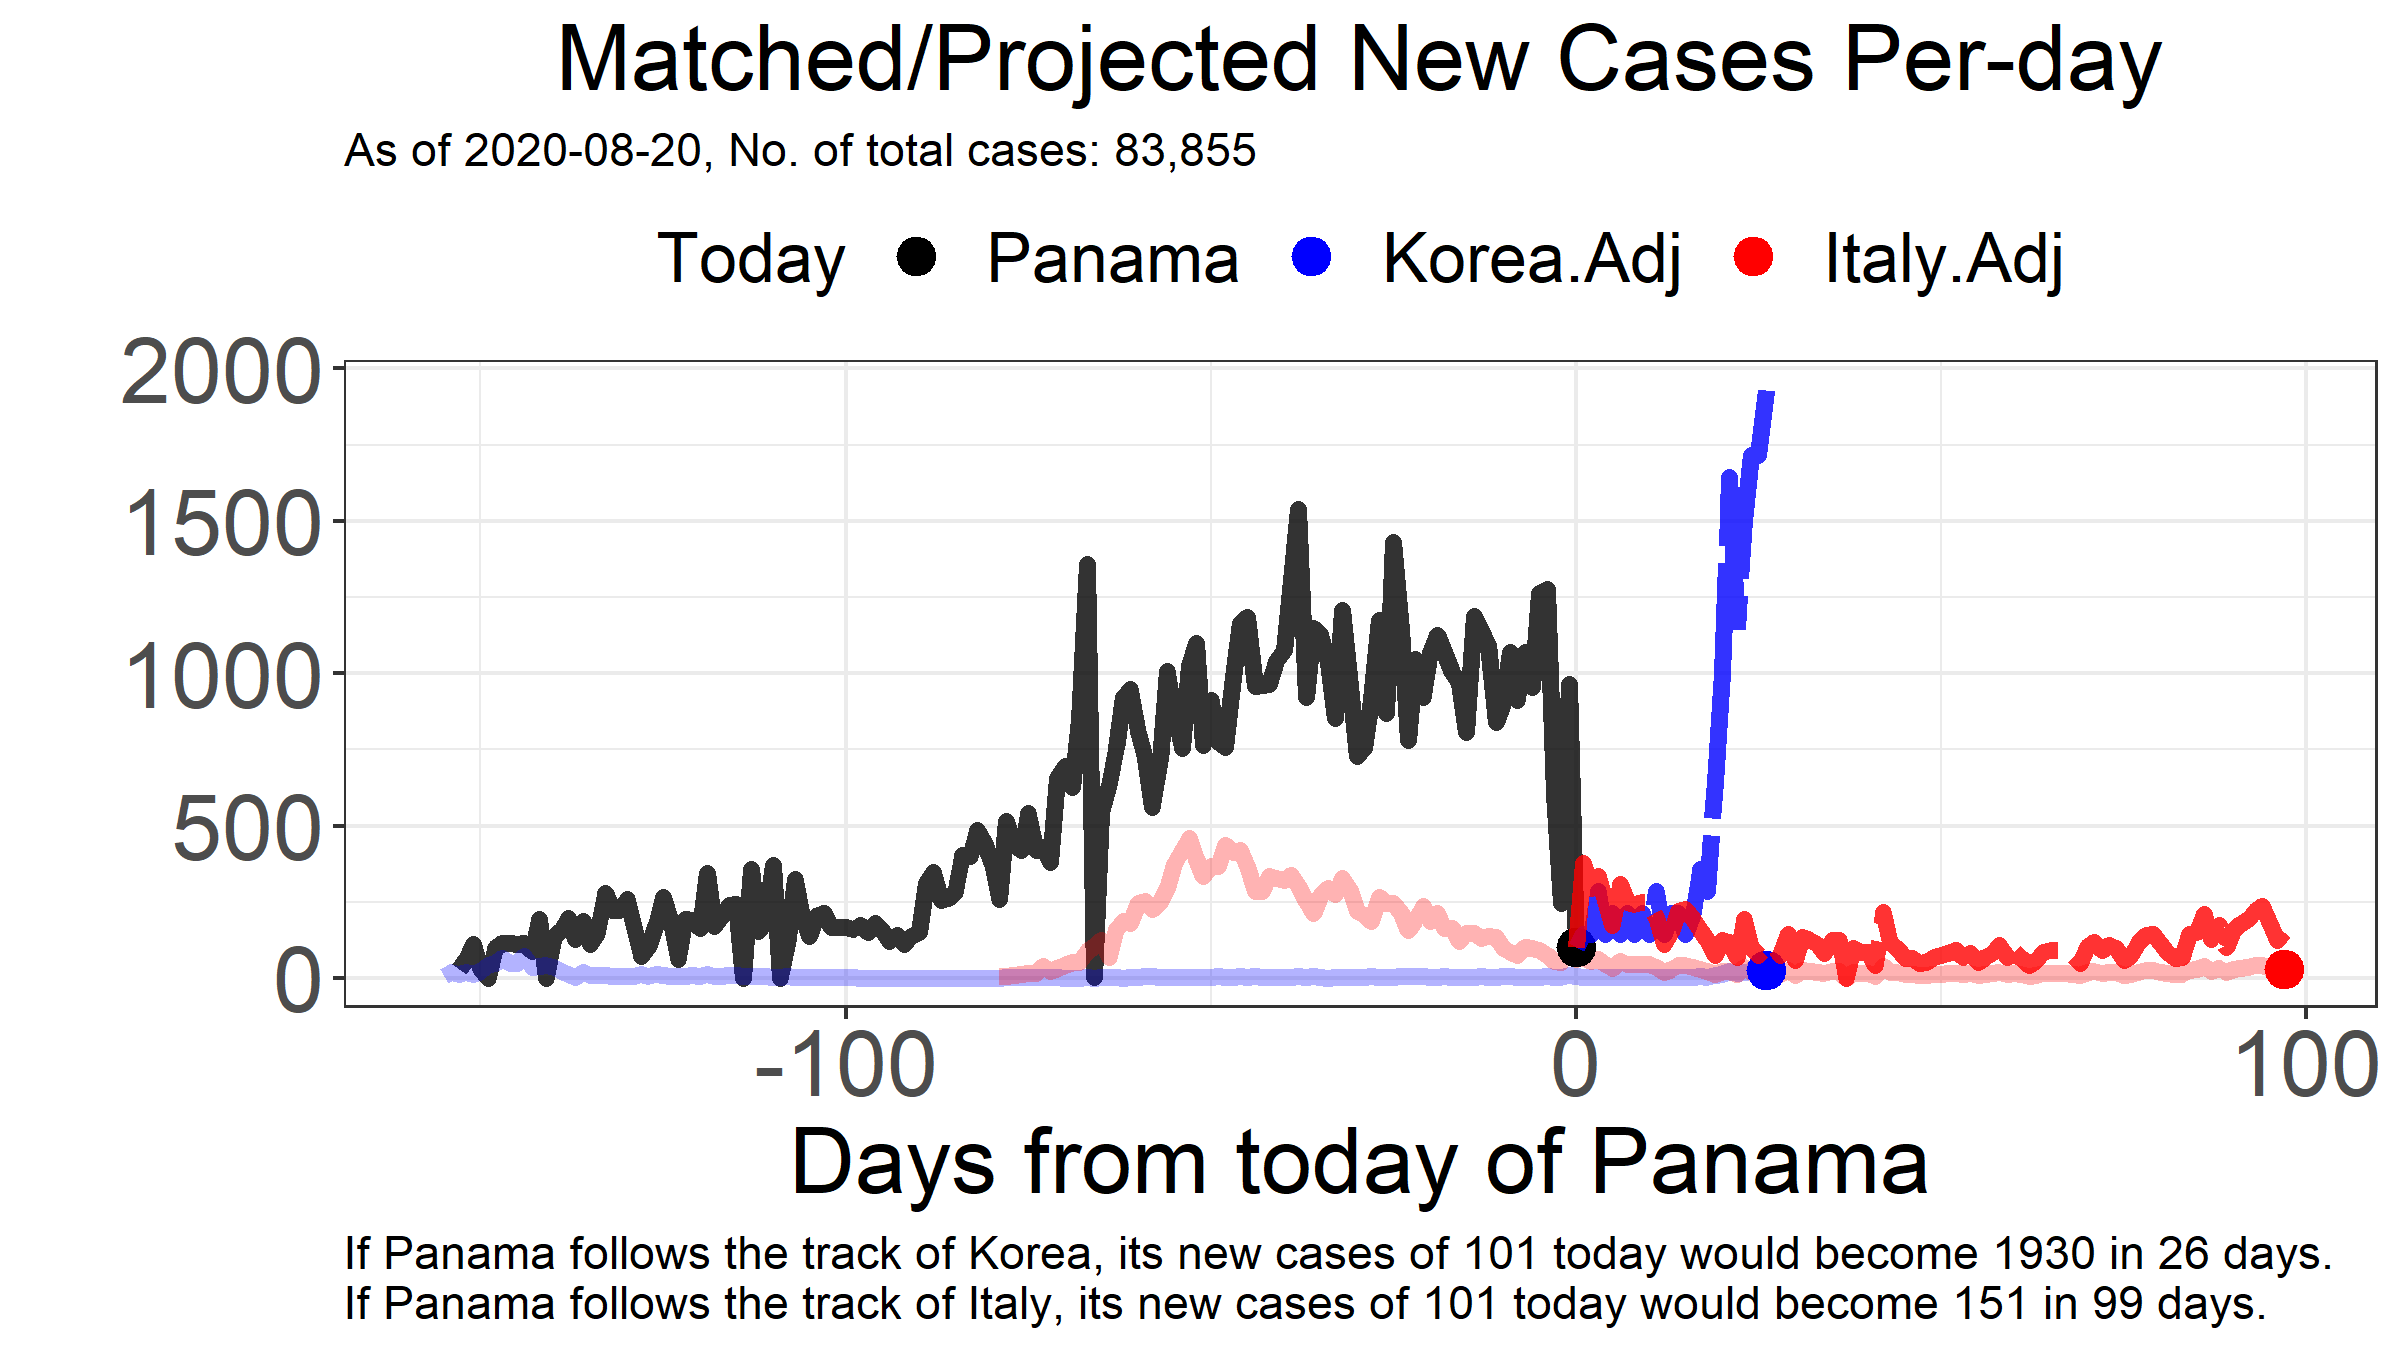 Matched/Projected New Cases Per-day
As of 2020-08-20, No. of total cases: 83,855
Today Panama Korea.Adj Italy.Adj
2000
1500
1000
500
0
-100 0 100
Days from today of Panama
If Panama follows the track of Korea, its new cases of 101 today would become 1930 in 26 days.
If Panama follows the track of Italy, its new cases of 101 today would become 151 in 99 days.